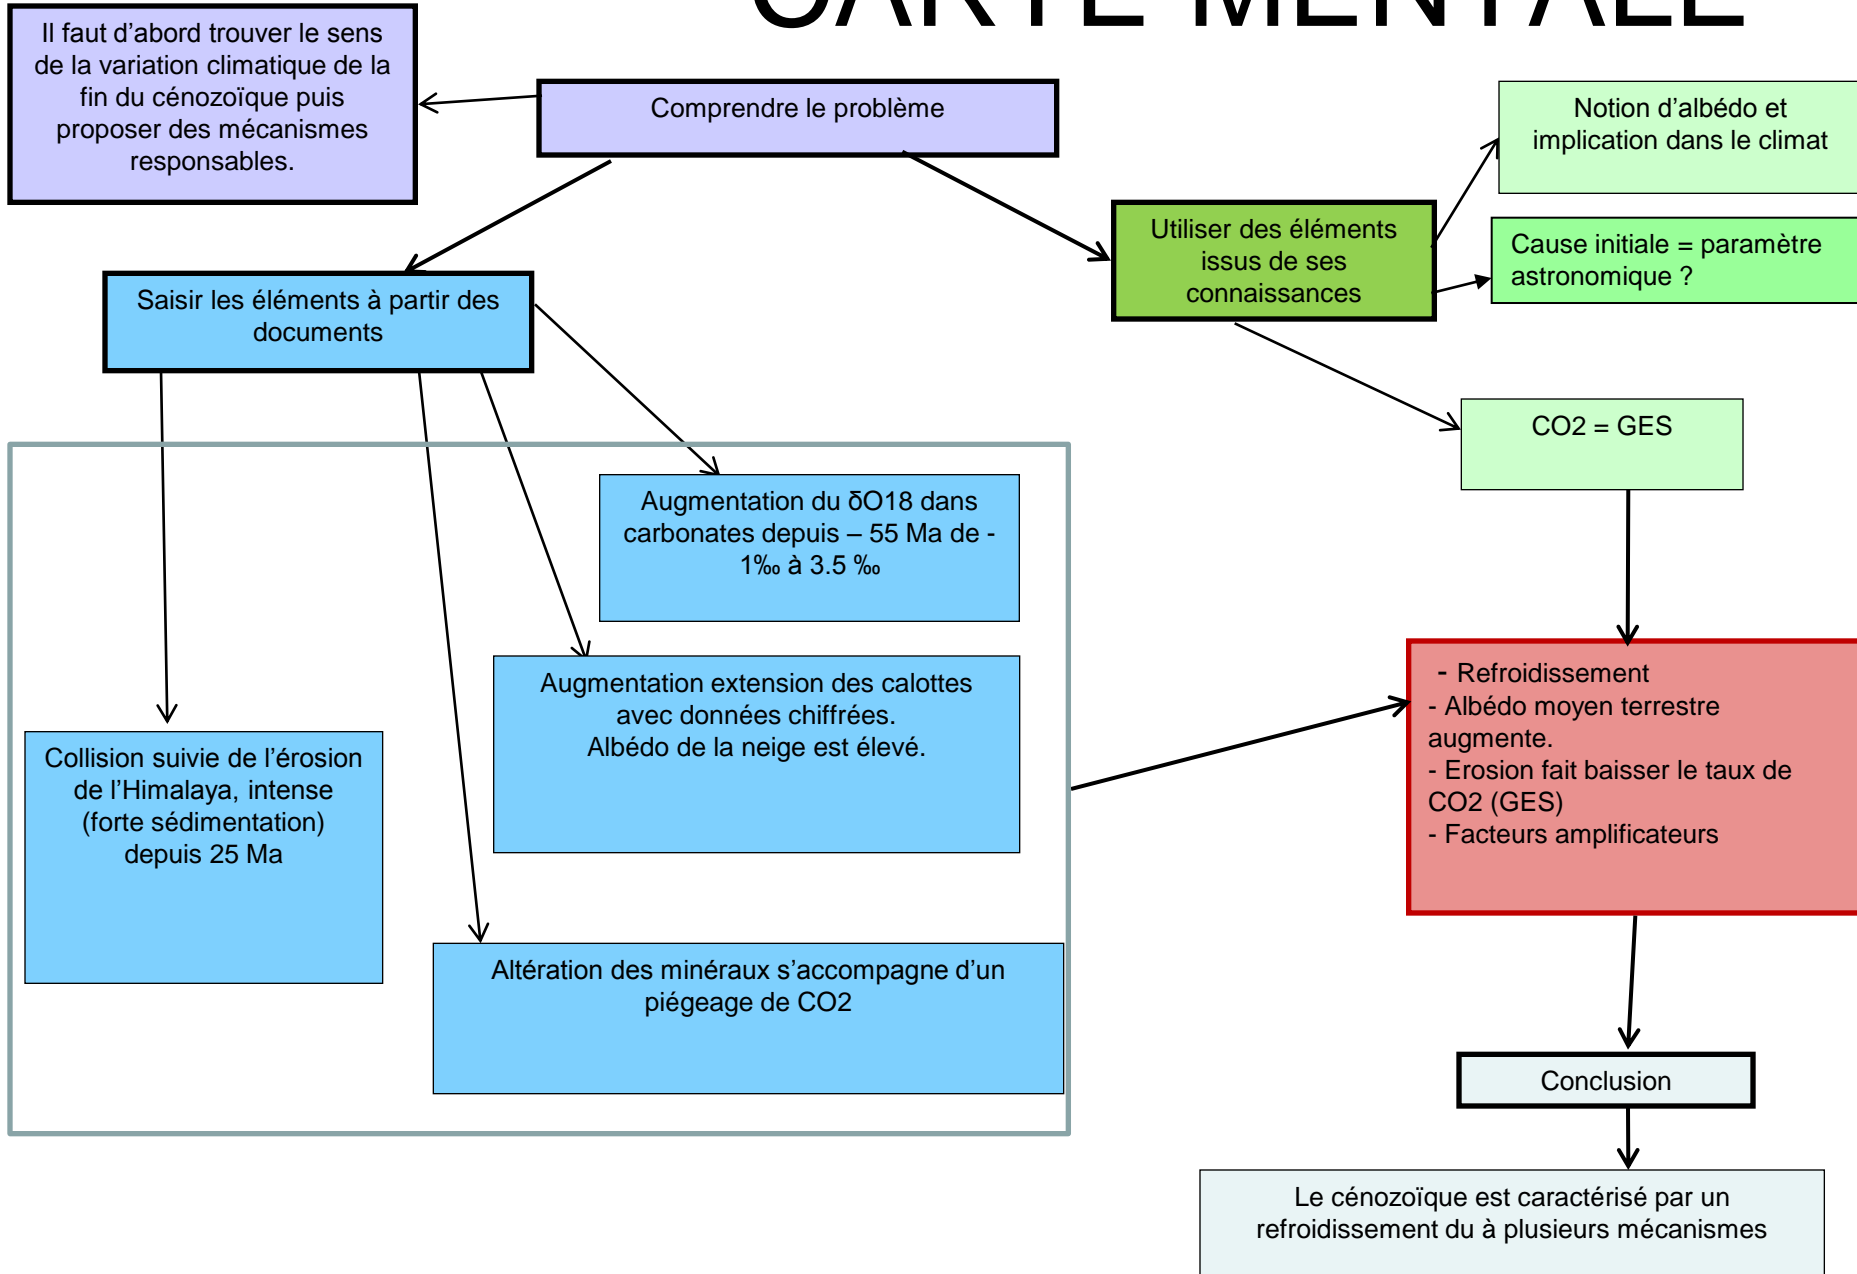 CARTE MENTALE
Il faut d’abord trouver le sens
de la variation climatique de la
fin du cénozoïque puis
proposer des mécanismes
responsables.
Comprendre le problème
Notion d’albédo et
implication dans le climat
Utiliser des éléments
issus de ses
connaissances
Cause initiale = paramètre
astronomique ?
Saisir les éléments à partir des
documents
CO2 = GES
Augmentation du δO18 dans
carbonates depuis – 55 Ma de -
1‰ à 3.5 ‰
Augmentation extension des calottes
avec données chiffrées.
Albédo de la neige est élevé.
Collision suivie de l’érosion
de l’Himalaya, intense
(forte sédimentation)
depuis 25 Ma
Altération des minéraux s’accompagne d’un
piégeage de CO2
- Refroidissement
- Albédo moyen terrestre
augmente.
- Erosion fait baisser le taux de
CO2 (GES)
- Facteurs amplificateurs
Conclusion
Le cénozoïque est caractérisé par un
refroidissement du à plusieurs mécanismes